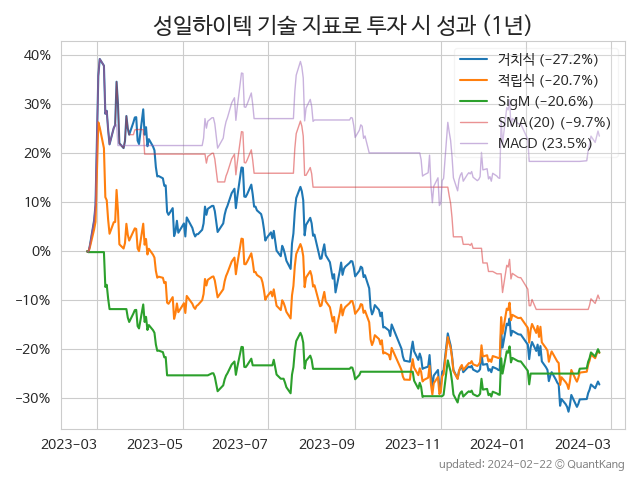 성일하이텍 기술 지표로 투자 시 성과 (1년)
40%
30%
20%
10%
0%
−10%
−20%
−30%
거치식 (−27.2%)
적립식 (−20.7%)
SigM (−20.6%)
SMA(20) (−9.7%)
MACD (23.5%)
2023-03
2023-05
2023-07
2023-09
2023-11
2024-01
2024-03
updated: 2024-02-22 © QuantKang